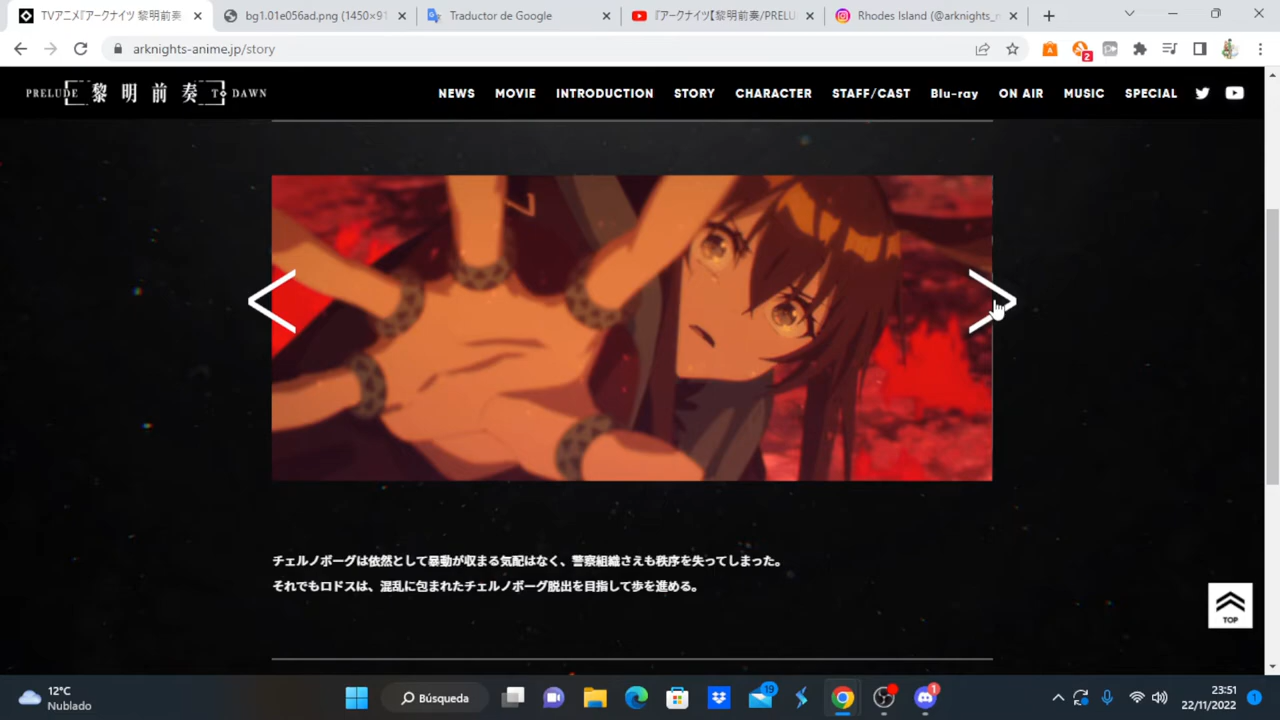 TVアニメ『アークナイツ 黎明前奏
bg1.01e056ad.png (1450×91
Traductor de Google
『アークナイツ【黎明前奏/PRELU
Rhodes Island (@arknights_n
arknights-anime.jp/story
2
PRELUDE 黎明前奏 TO DAWN
NEWS MOVIE INTRODUCTION STORY CHARACTER STAFF/CAST Blu-ray ON AIR MUSIC SPECIAL
チェルノボーグは依然として暴動が収まる気配はなく、警察組織さえも秩序を失ってしまった。
それでもロドスは、混乱に包まれたチェルノボーグ脱出を目指して歩を進める。
TOP
12°C
Nublado
Búsqueda
19
1
23:51
22/11/2022
1